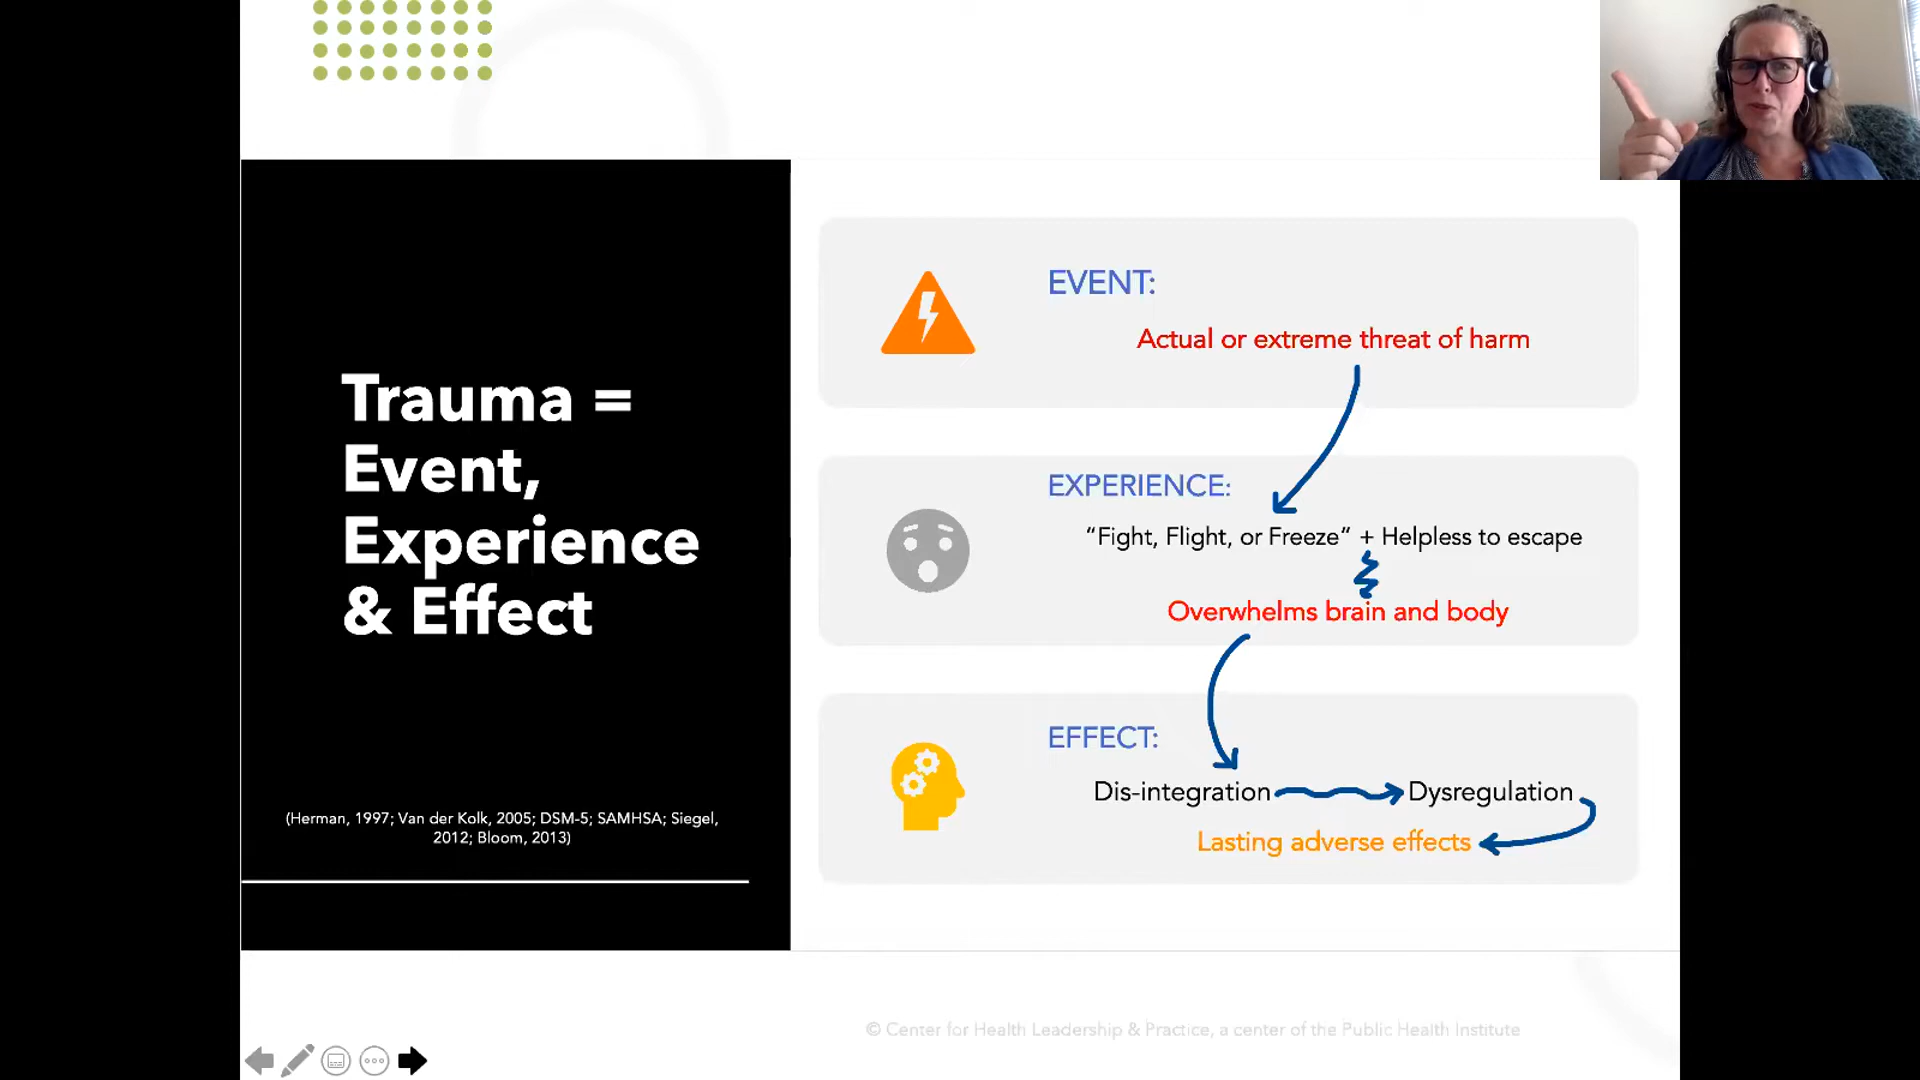 Trauma =
Event,
Experience
& Effect
(Herman, 1997; Van der Kolk, 2005; DSM-5; SAMHSA; Siegel,
2012; Bloom, 2013)
EVENT:
Actual or extreme threat of harm
EXPERIENCE:
“Fight, Flight, or Freeze” + Helpless to escape
Overwhelms brain and body
EFFECT:
Dis-integration Dysregulation
Lasting adverse effects
© Center for Health Leadership & Practice, a center of the Public Health Institute